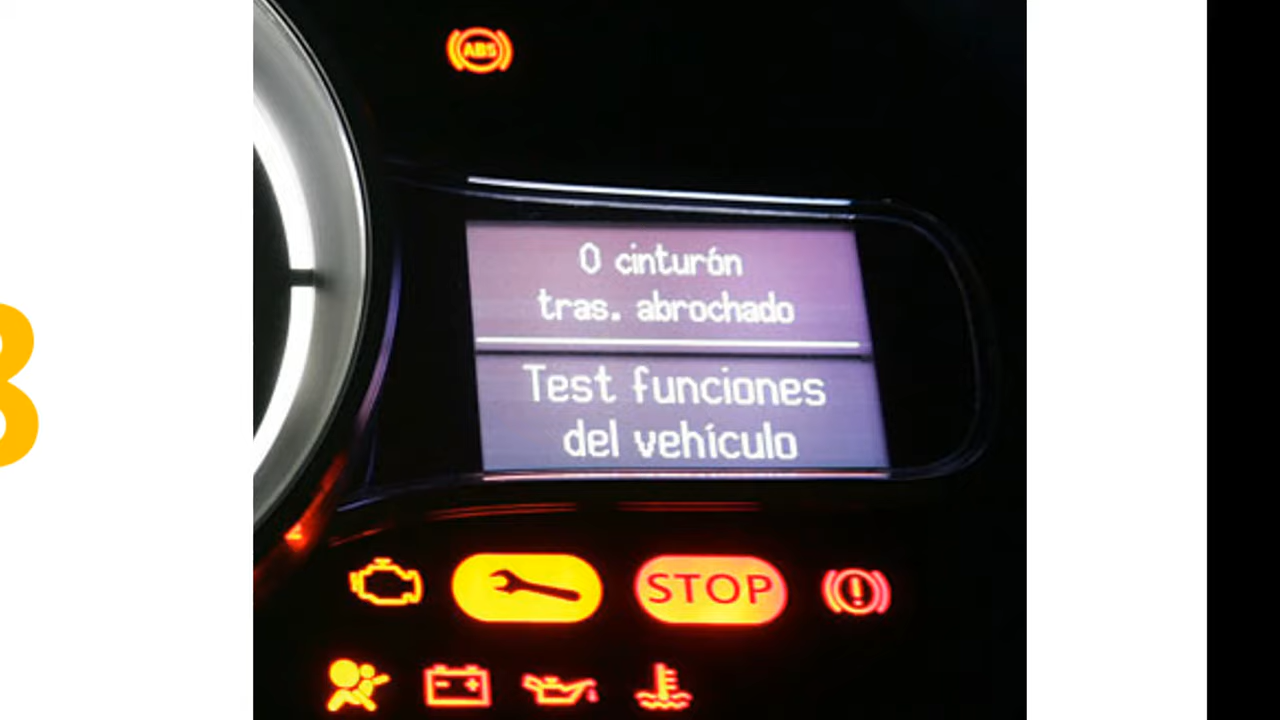 ABS
0 cinturón
tras. abrochado
Test funciones
del vehículo
STOP